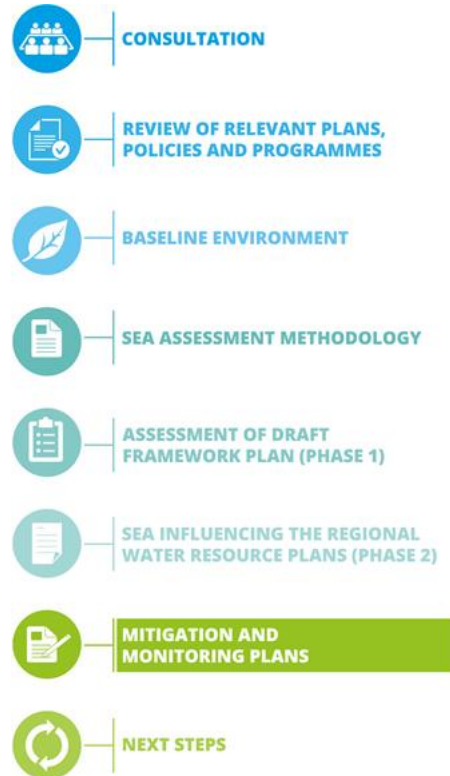 CONSULTATION
REVIEW OF RELEVANT PLANS,
POLICIES AND PROGRAMMES
BASELINE ENVIRONMENT
SEA ASSESSMENT METHODOLOGY
ASSESSMENT OF DRAFT
FRAMEWORK PLAN (PHASE 1)
SEA INFLUENCING THE REGIONAL
WATER RESOURCE PLANS (PHASE 2)
MITIGATION AND
MONITORING PLANS
NEXT STEPS